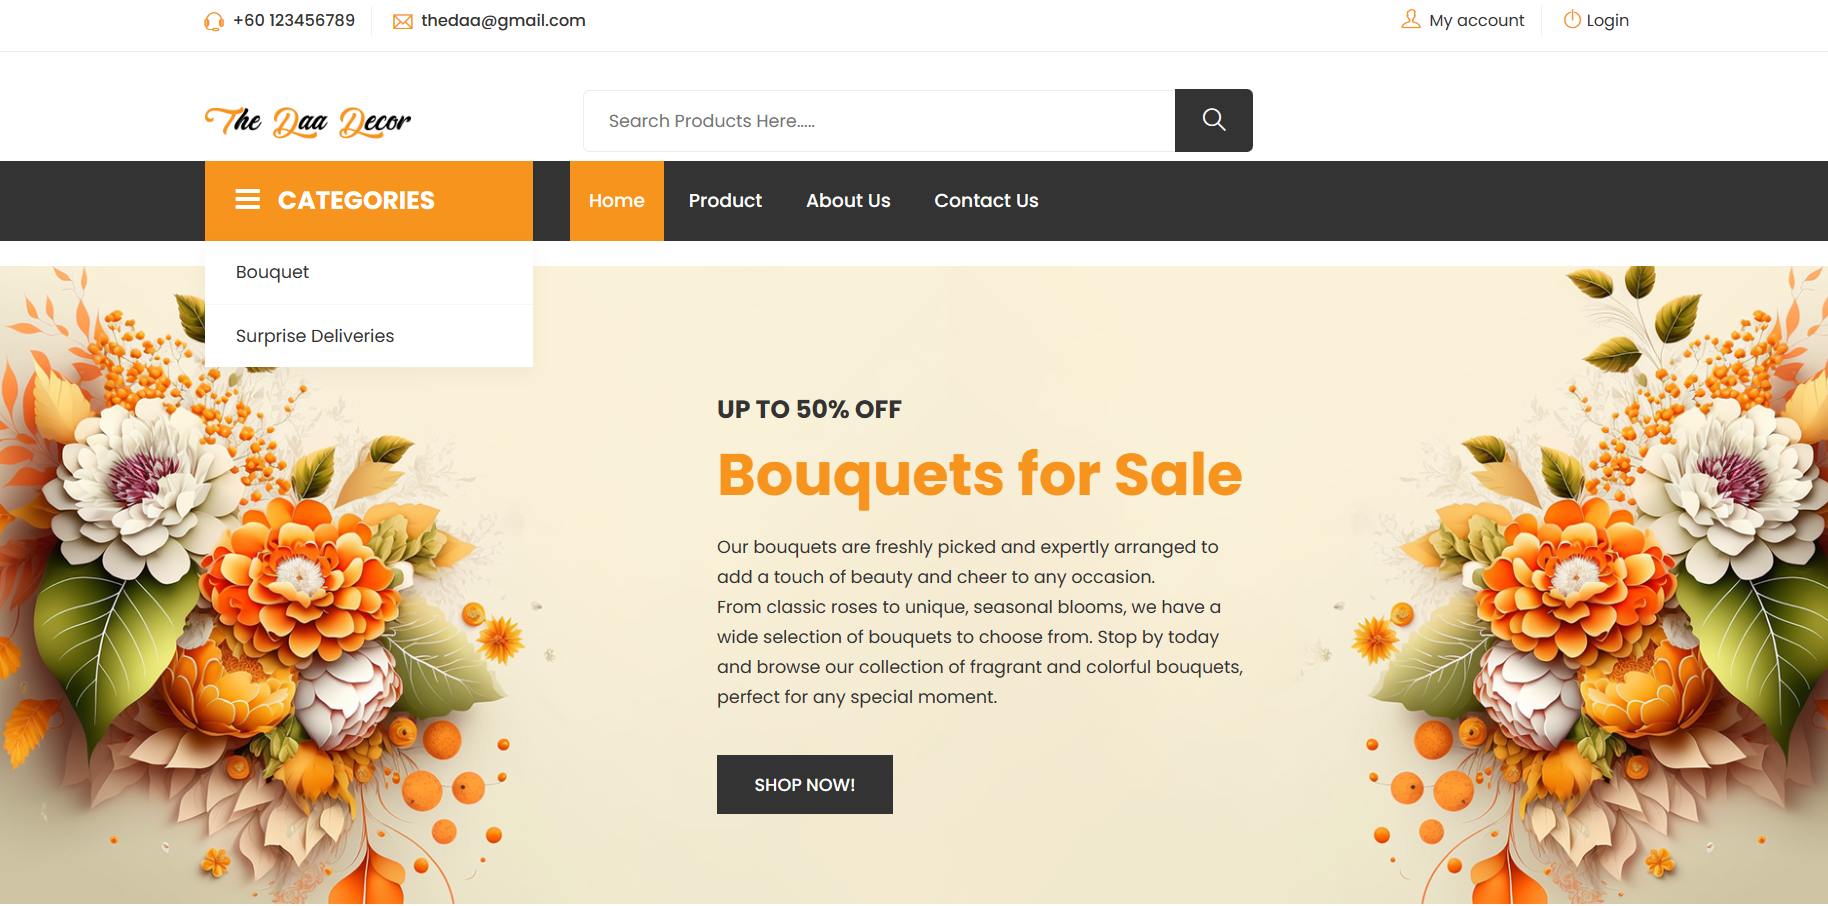 +60 123456789
thedaa@gmail.com
My account
Login
The Daa Decor
Search Products Here.....
CATEGORIES
Home
Product
About Us
Contact Us
Bouquet
Surprise Deliveries
UP TO 50% OFF
Bouquets for Sale
Our bouquets are freshly picked and expertly arranged to
add a touch of beauty and cheer to any occasion.
From classic roses to unique, seasonal blooms, we have a
wide selection of bouquets to choose from. Stop by today
and browse our collection of fragrant and colorful bouquets,
perfect for any special moment.
SHOP NOW!